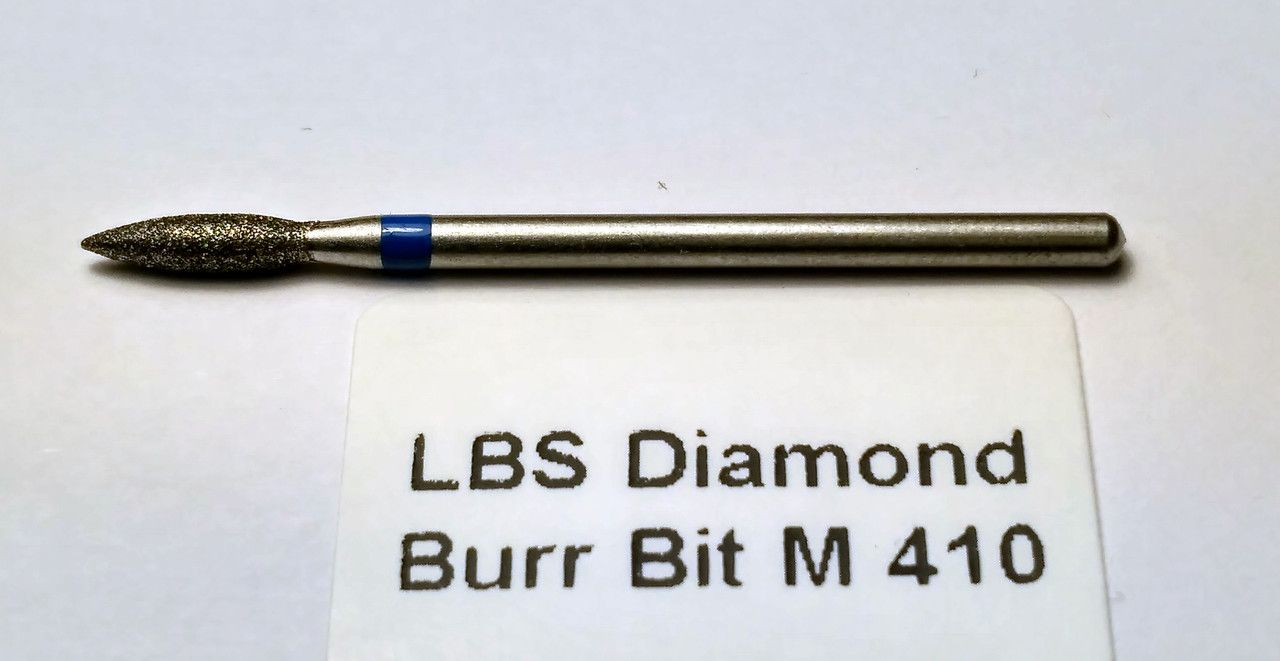 LBS Diamond
Burr Bit M 410